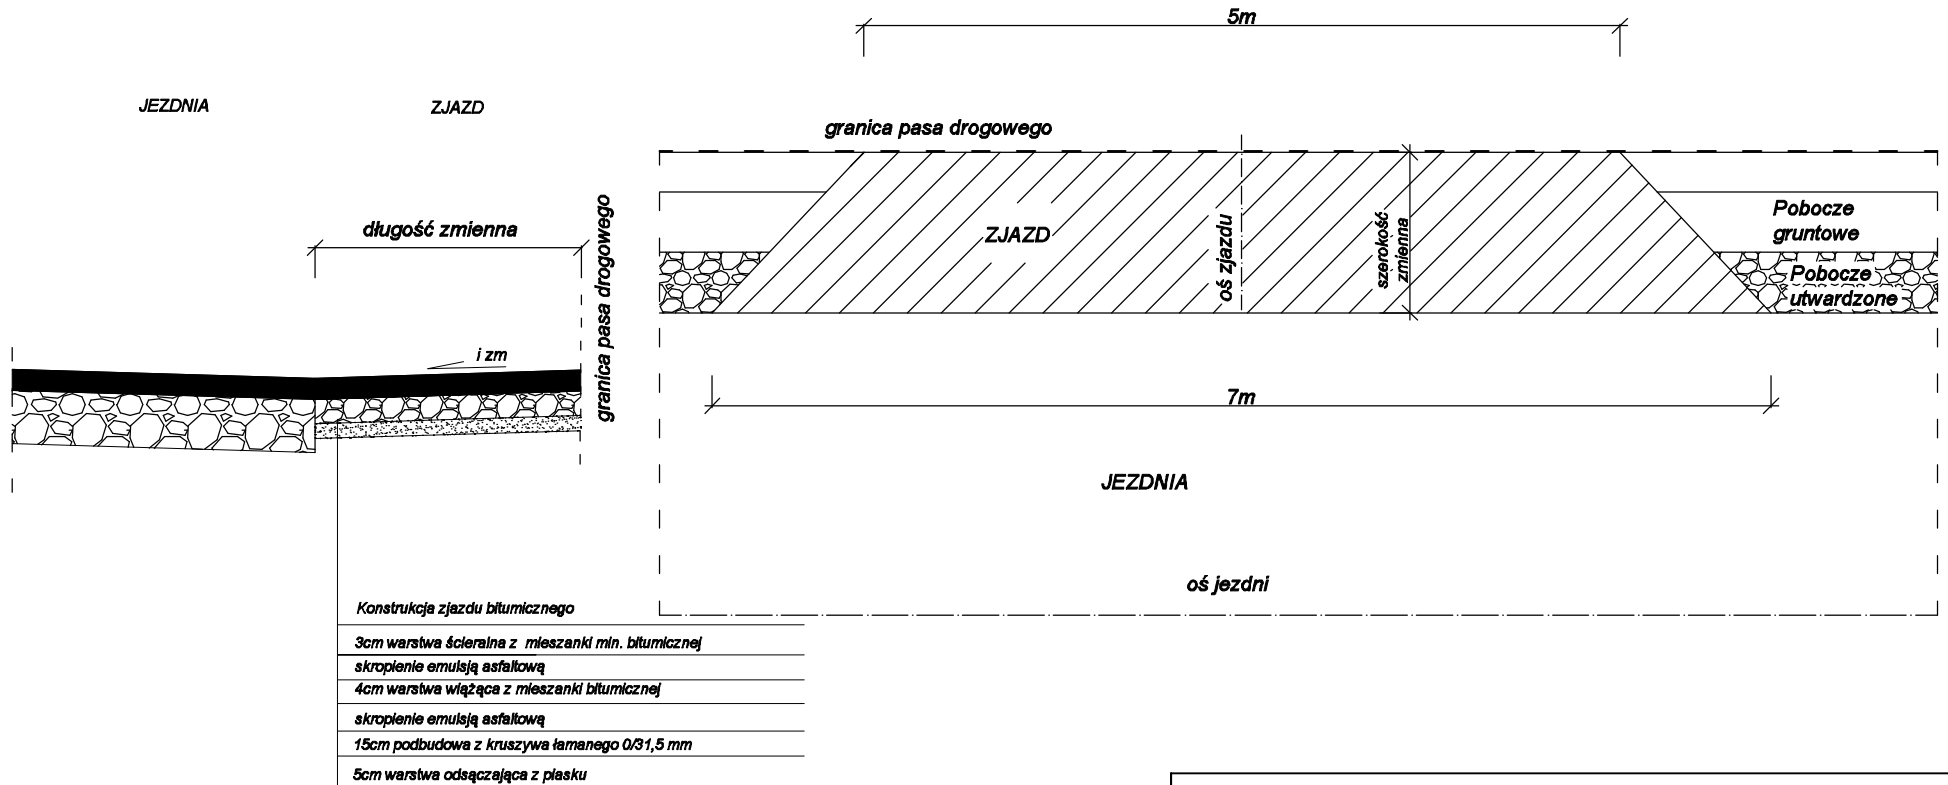 5m
JEZDNIA
ZJAZD
granica pasa drogowego
długość zmienna
granica pasa drogowego
ZJAZD
oś zjazdu
szerokość
zmienna
Pobocze
gruntowe
Pobocze
utwardzone
i zm
7m
JEZDNIA
oś jezdni
Konstrukcja zjazdu bitumicznego
3cm warstwa ścieralna z mieszanki min. bitumicznej
skropienie emulsją asfaltową
4cm warstwa wiążąca z mieszanki bitumicznej
skropienie emulsją asfaltową
15cm podbudowa z kruszywa łamanego 0/31,5 mm
5cm warstwa odsączająca z piasku